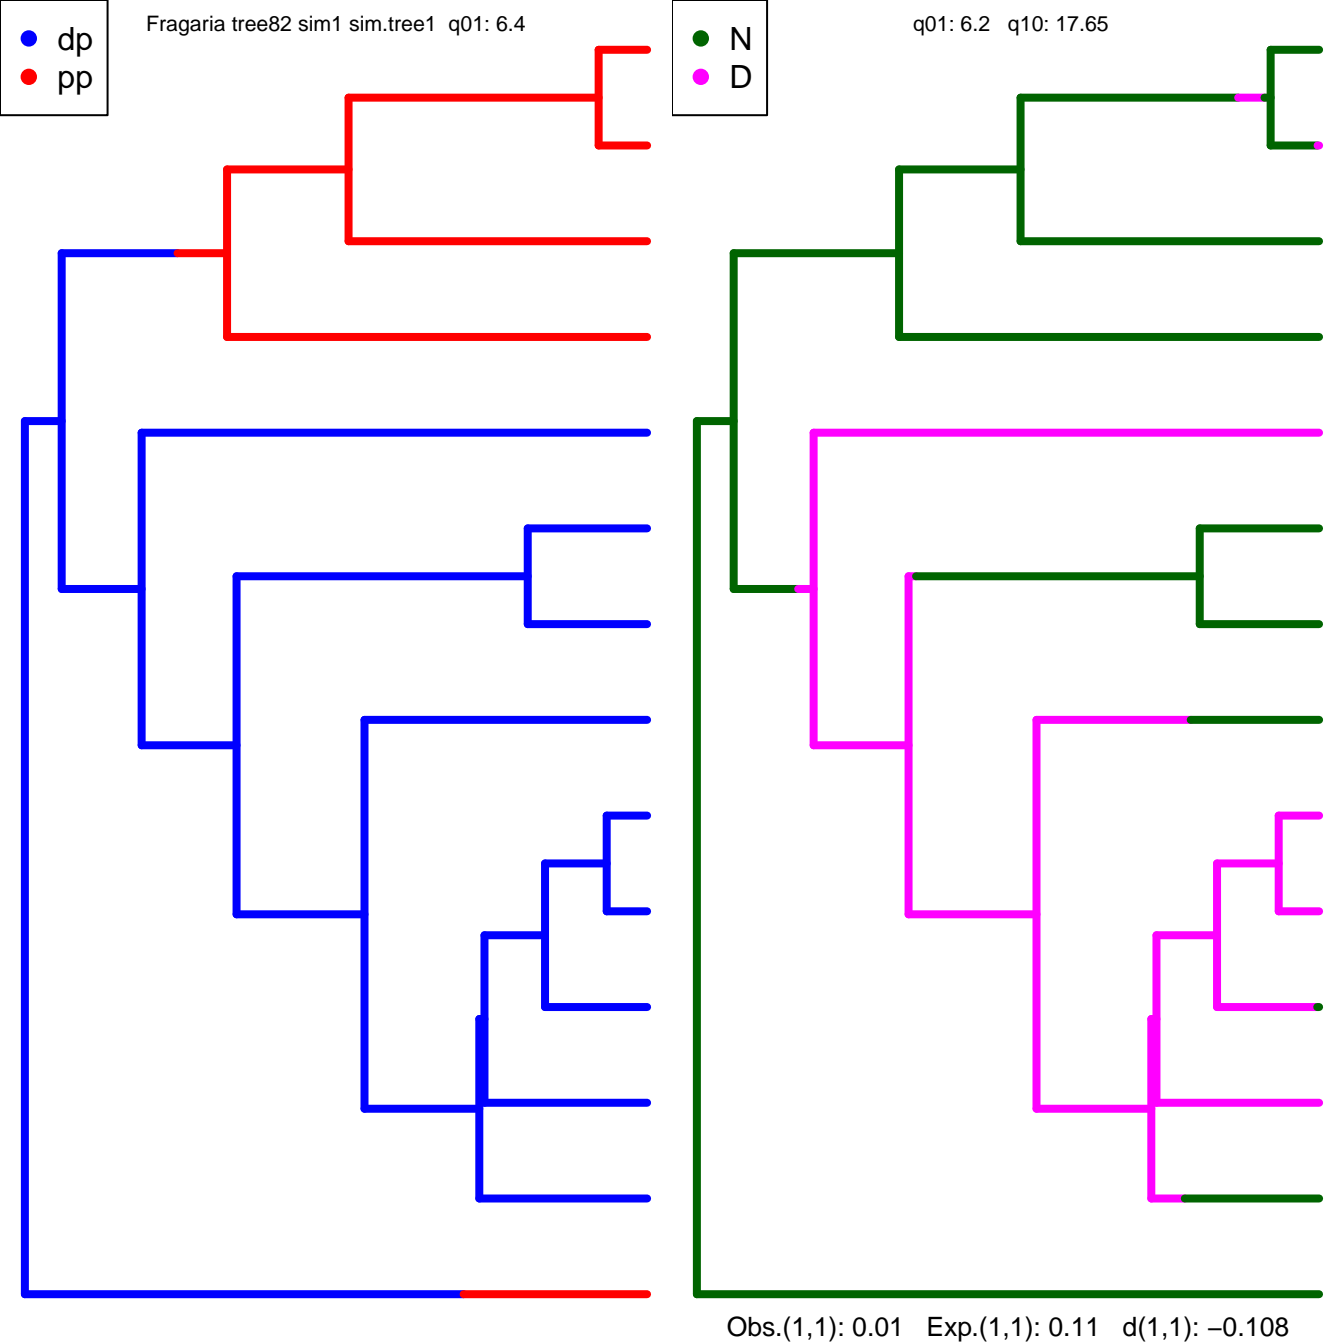 Fragaria tree82 sim1 sim.tree1  q01: 6.4
dp
pp
q01: 6.2   q10: 17.65
N
D
Obs.(1,1): 0.01   Exp.(1,1): 0.11   d(1,1): −0.108